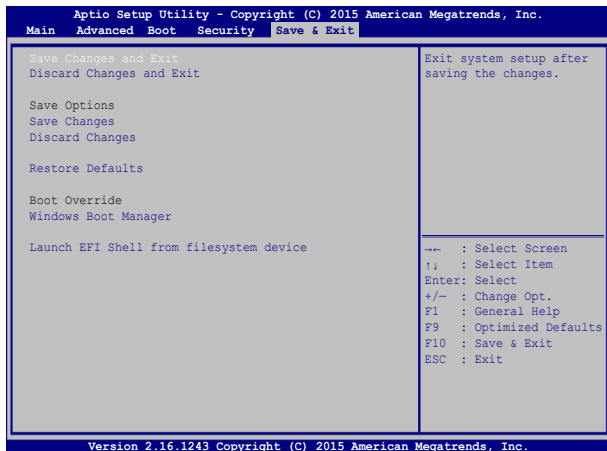 Aptio Setup Utility - Copyright (C) 2015 American Megatrends, Inc.
Main Advanced Boot Security Save & Exit
Save Changes and Exit
Discard Changes and Exit
Save Options
Save Changes
Discard Changes
Restore Defaults
Boot Override
Windows Boot Manager
Launch EFI Shell from filesystem device
Exit system setup after
saving the changes.
→← : Select Screen
↑↓ : Select Item
Enter: Select
+/— : Change Opt.
F1 : General Help
F9 : Optimized Defaults
F10 : Save & Exit
ESC : Exit
Version 2.16.1243 Copyright (C) 2015 American Megatrends, Inc.